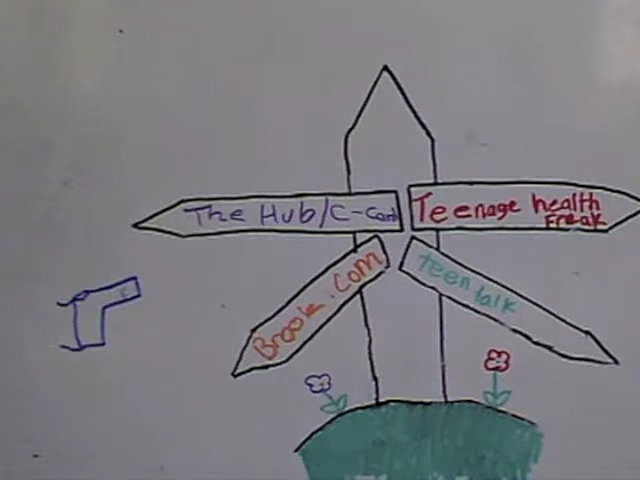 The Hub/C-Card
Teenage health
Freak
Brook.com
teen talk